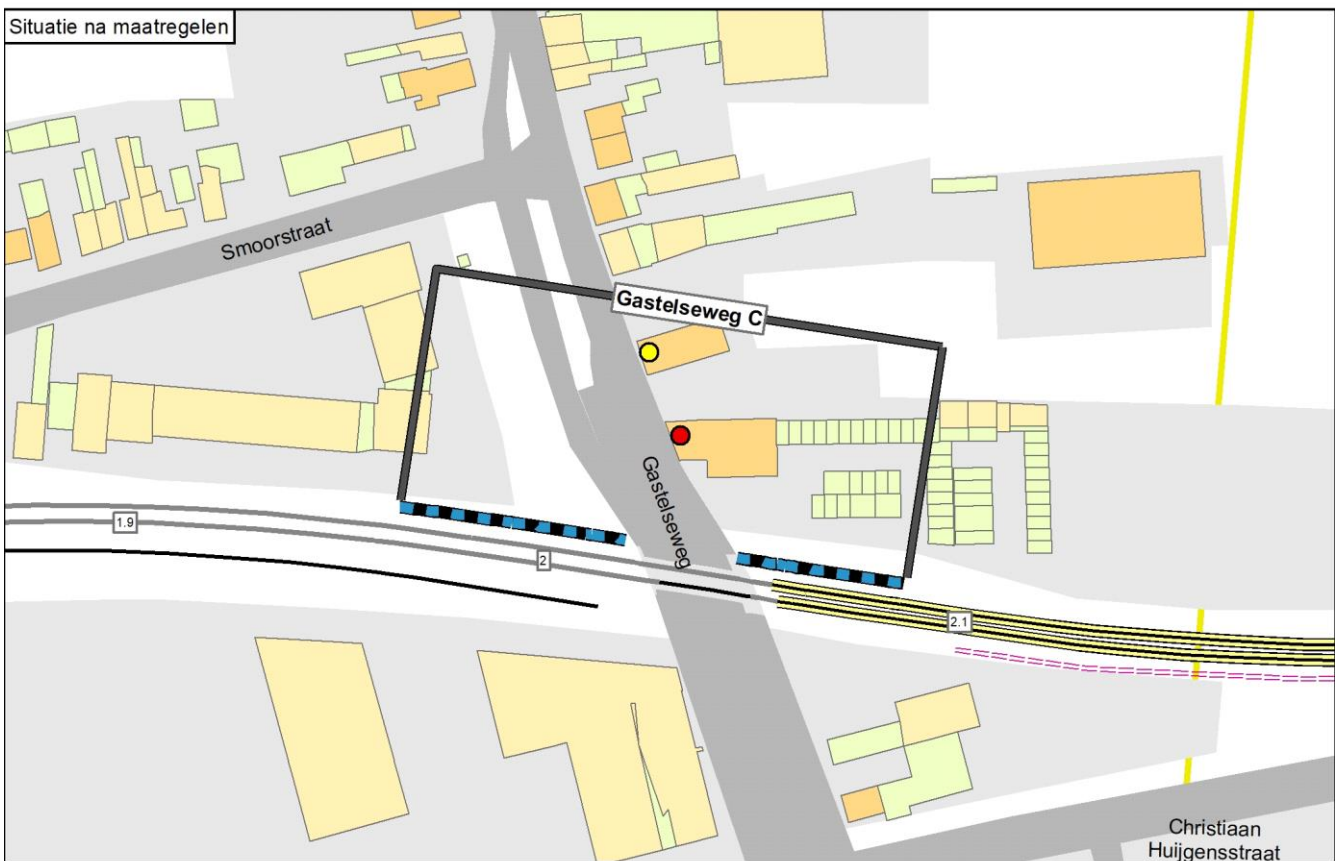 Situatie na maatregelen
Smoorstraat
Gastelseweg C
Gastelseweg
1.9
2
2.1
Christiaan
Huijgensstraat